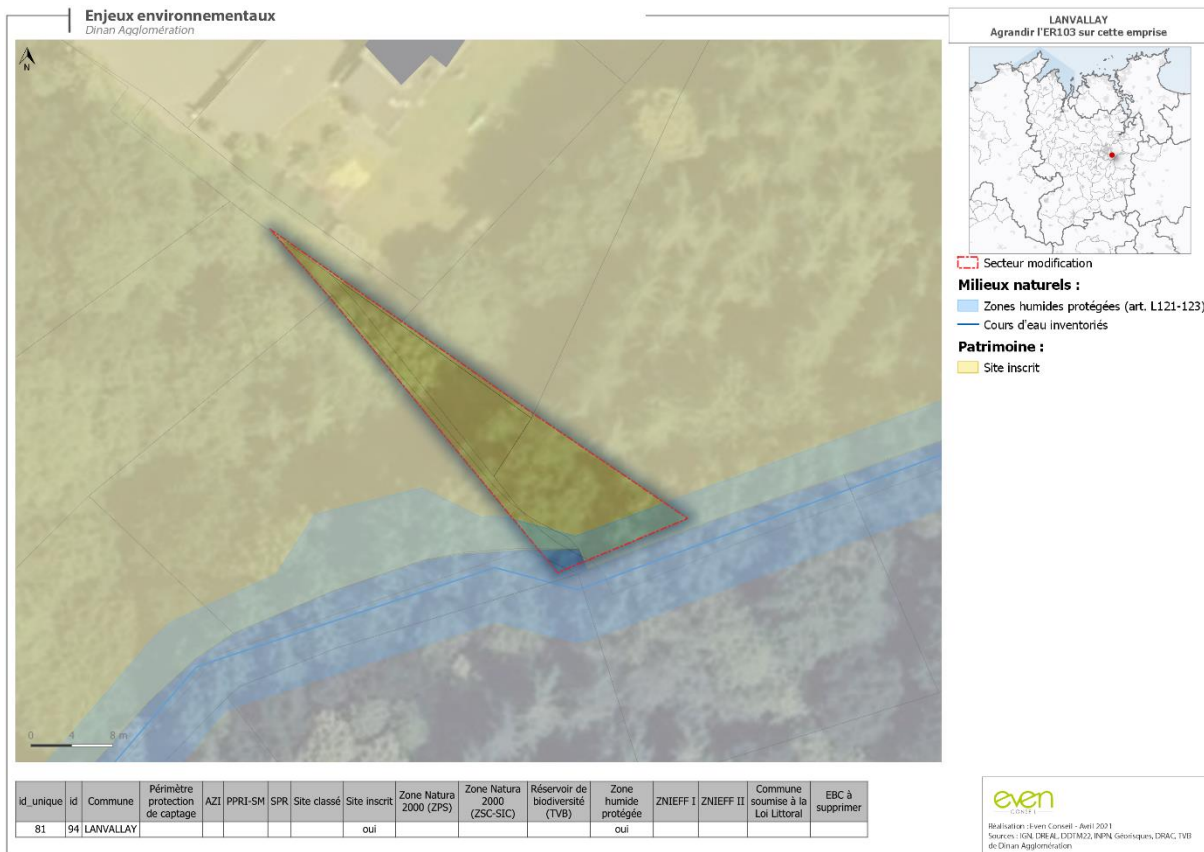 Enjeux environnementaux
Dinan Agglomération
LANVALLAY
Agrandir l'ER103 sur cette emprise
N
Secteur modification
Milieux naturels :
Zones humides protégées (art. L121-123)
Cours d'eau inventoriés
Patrimoine :
Site inscrit
0 4 8 m
id_unique id Commune Périmètre protection de captage AZI PPRI-SM SPR Site classé Site inscrit Zone Natura 2000 (ZPS) Zone Natura 2000 (ZSC-SIC) Réservoir de biodiversité (TVB) Zone humide protégée ZNIEFF I ZNIEFF II Commune soumise à la Loi Littoral EBC à supprimer
81 94 LANVALLAY oui oui
even
CONSEIL
Réalisation : Even Conseil - Avril 2021
Sources : IGN, DREAL, DDTM22, INPN, Géorisques, DRAC, TVB
de Dinan Agglomération